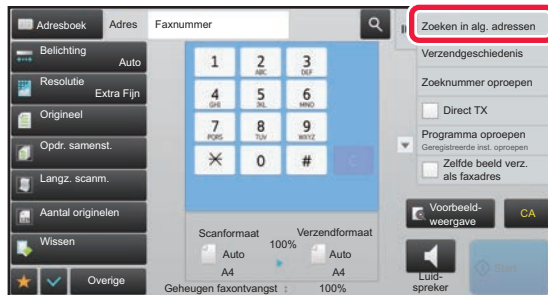 Adresboek
Adres
Faxnummer
Zoeken in alg. adressen
Belichting
Auto
Verzendgeschiedenis
Resolutie
Extra Fijn
Zoeknummer oproepen
Origineel
Direct TX
Opdr. samenst.
Programma oproepen
Geregistreerde inst. oproepen
Langz. scanm.
Zelfde beeld verz.
als faxadres
Aantal originelen
Voorbeeld-
weergave
CA
Wissen
Overige
1
2
ABC
3
DEF
4
GHI
5
JKL
6
MNO
7
PQRS
8
TUV
9
WXYZ
0
#
C
Scanformaat
Verzendformaat
100%
Auto
A4
Auto
A4
Geheugen faxontvangst : 100%
Luid-
spreker
Start